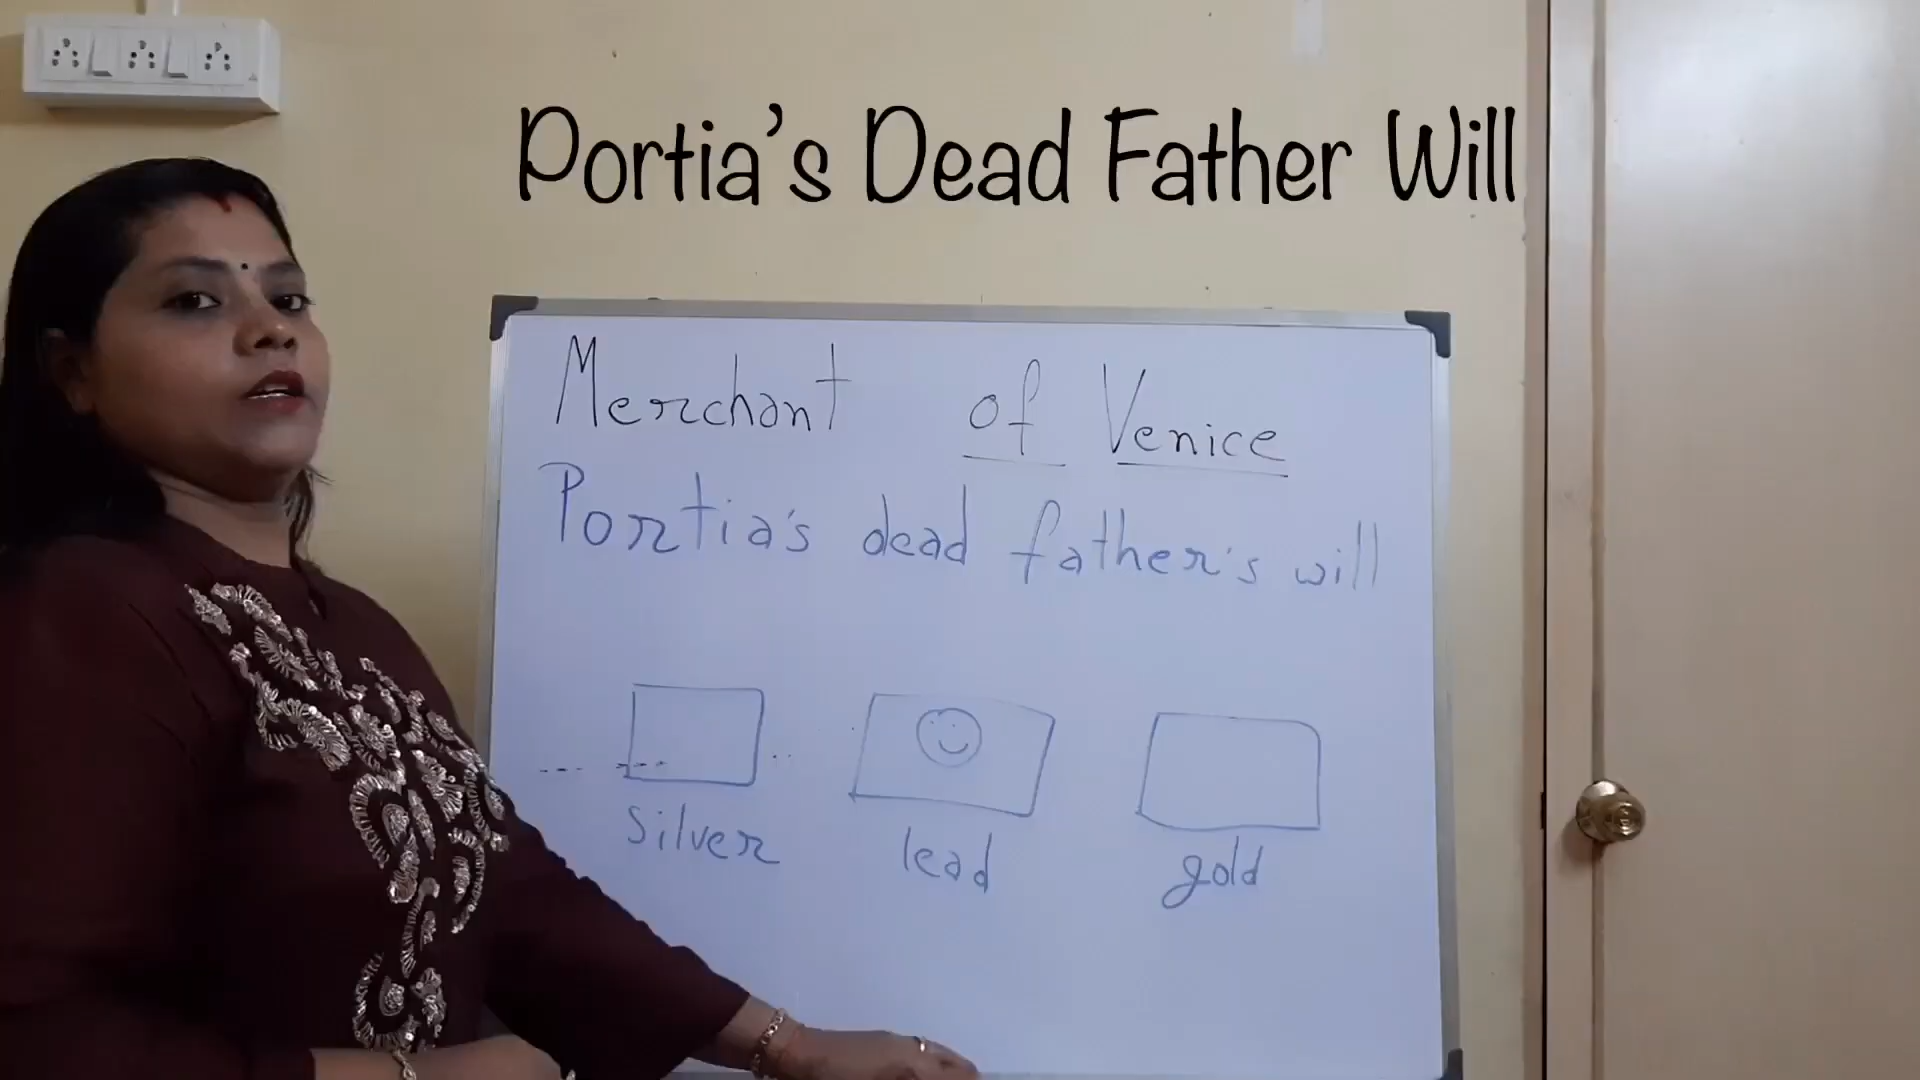 Portia's Dead Father Will
Merchant of Venice
Portia's dead father's will
silver lead gold